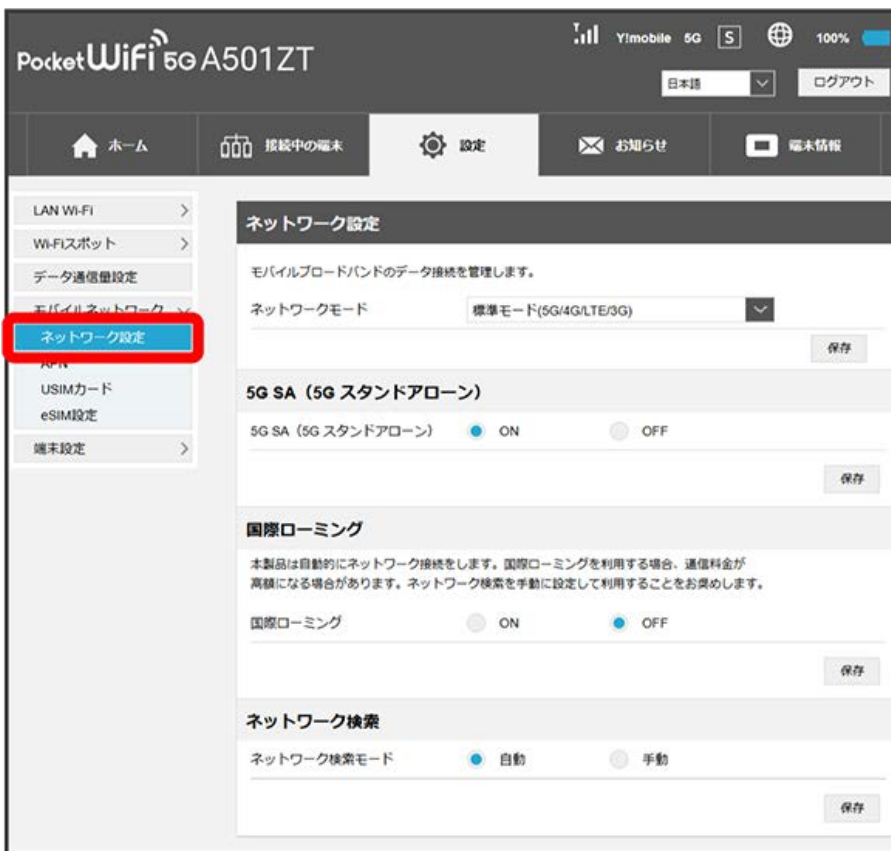 Y!mobile 5G S 100%
Pocket WiFi 5G A501ZT
日本語 ログアウト
ホーム 接続中の端末 設定 お知らせ 端末情報
LAN Wi-Fi
Wi-Fiスポット
データ通信量設定
モバイルネットワーク
ネットワーク設定
APN
USIMカード
eSIM設定
端末設定
ネットワーク設定
モバイルブロードバンドのデータ接続を管理します。
ネットワークモード 標準モード(5G/4G/LTE/3G)
保存
5G SA（5G スタンドアローン）
5G SA（5G スタンドアローン） ON OFF
保存
国際ローミング
本製品は自動的にネットワーク接続をします。国際ローミングを利用する場合、通信料金が
高額になる場合があります。ネットワーク検索を手動に設定して利用することをお奨めします。
国際ローミング ON OFF
保存
ネットワーク検索
ネットワーク検索モード 自動 手動
保存